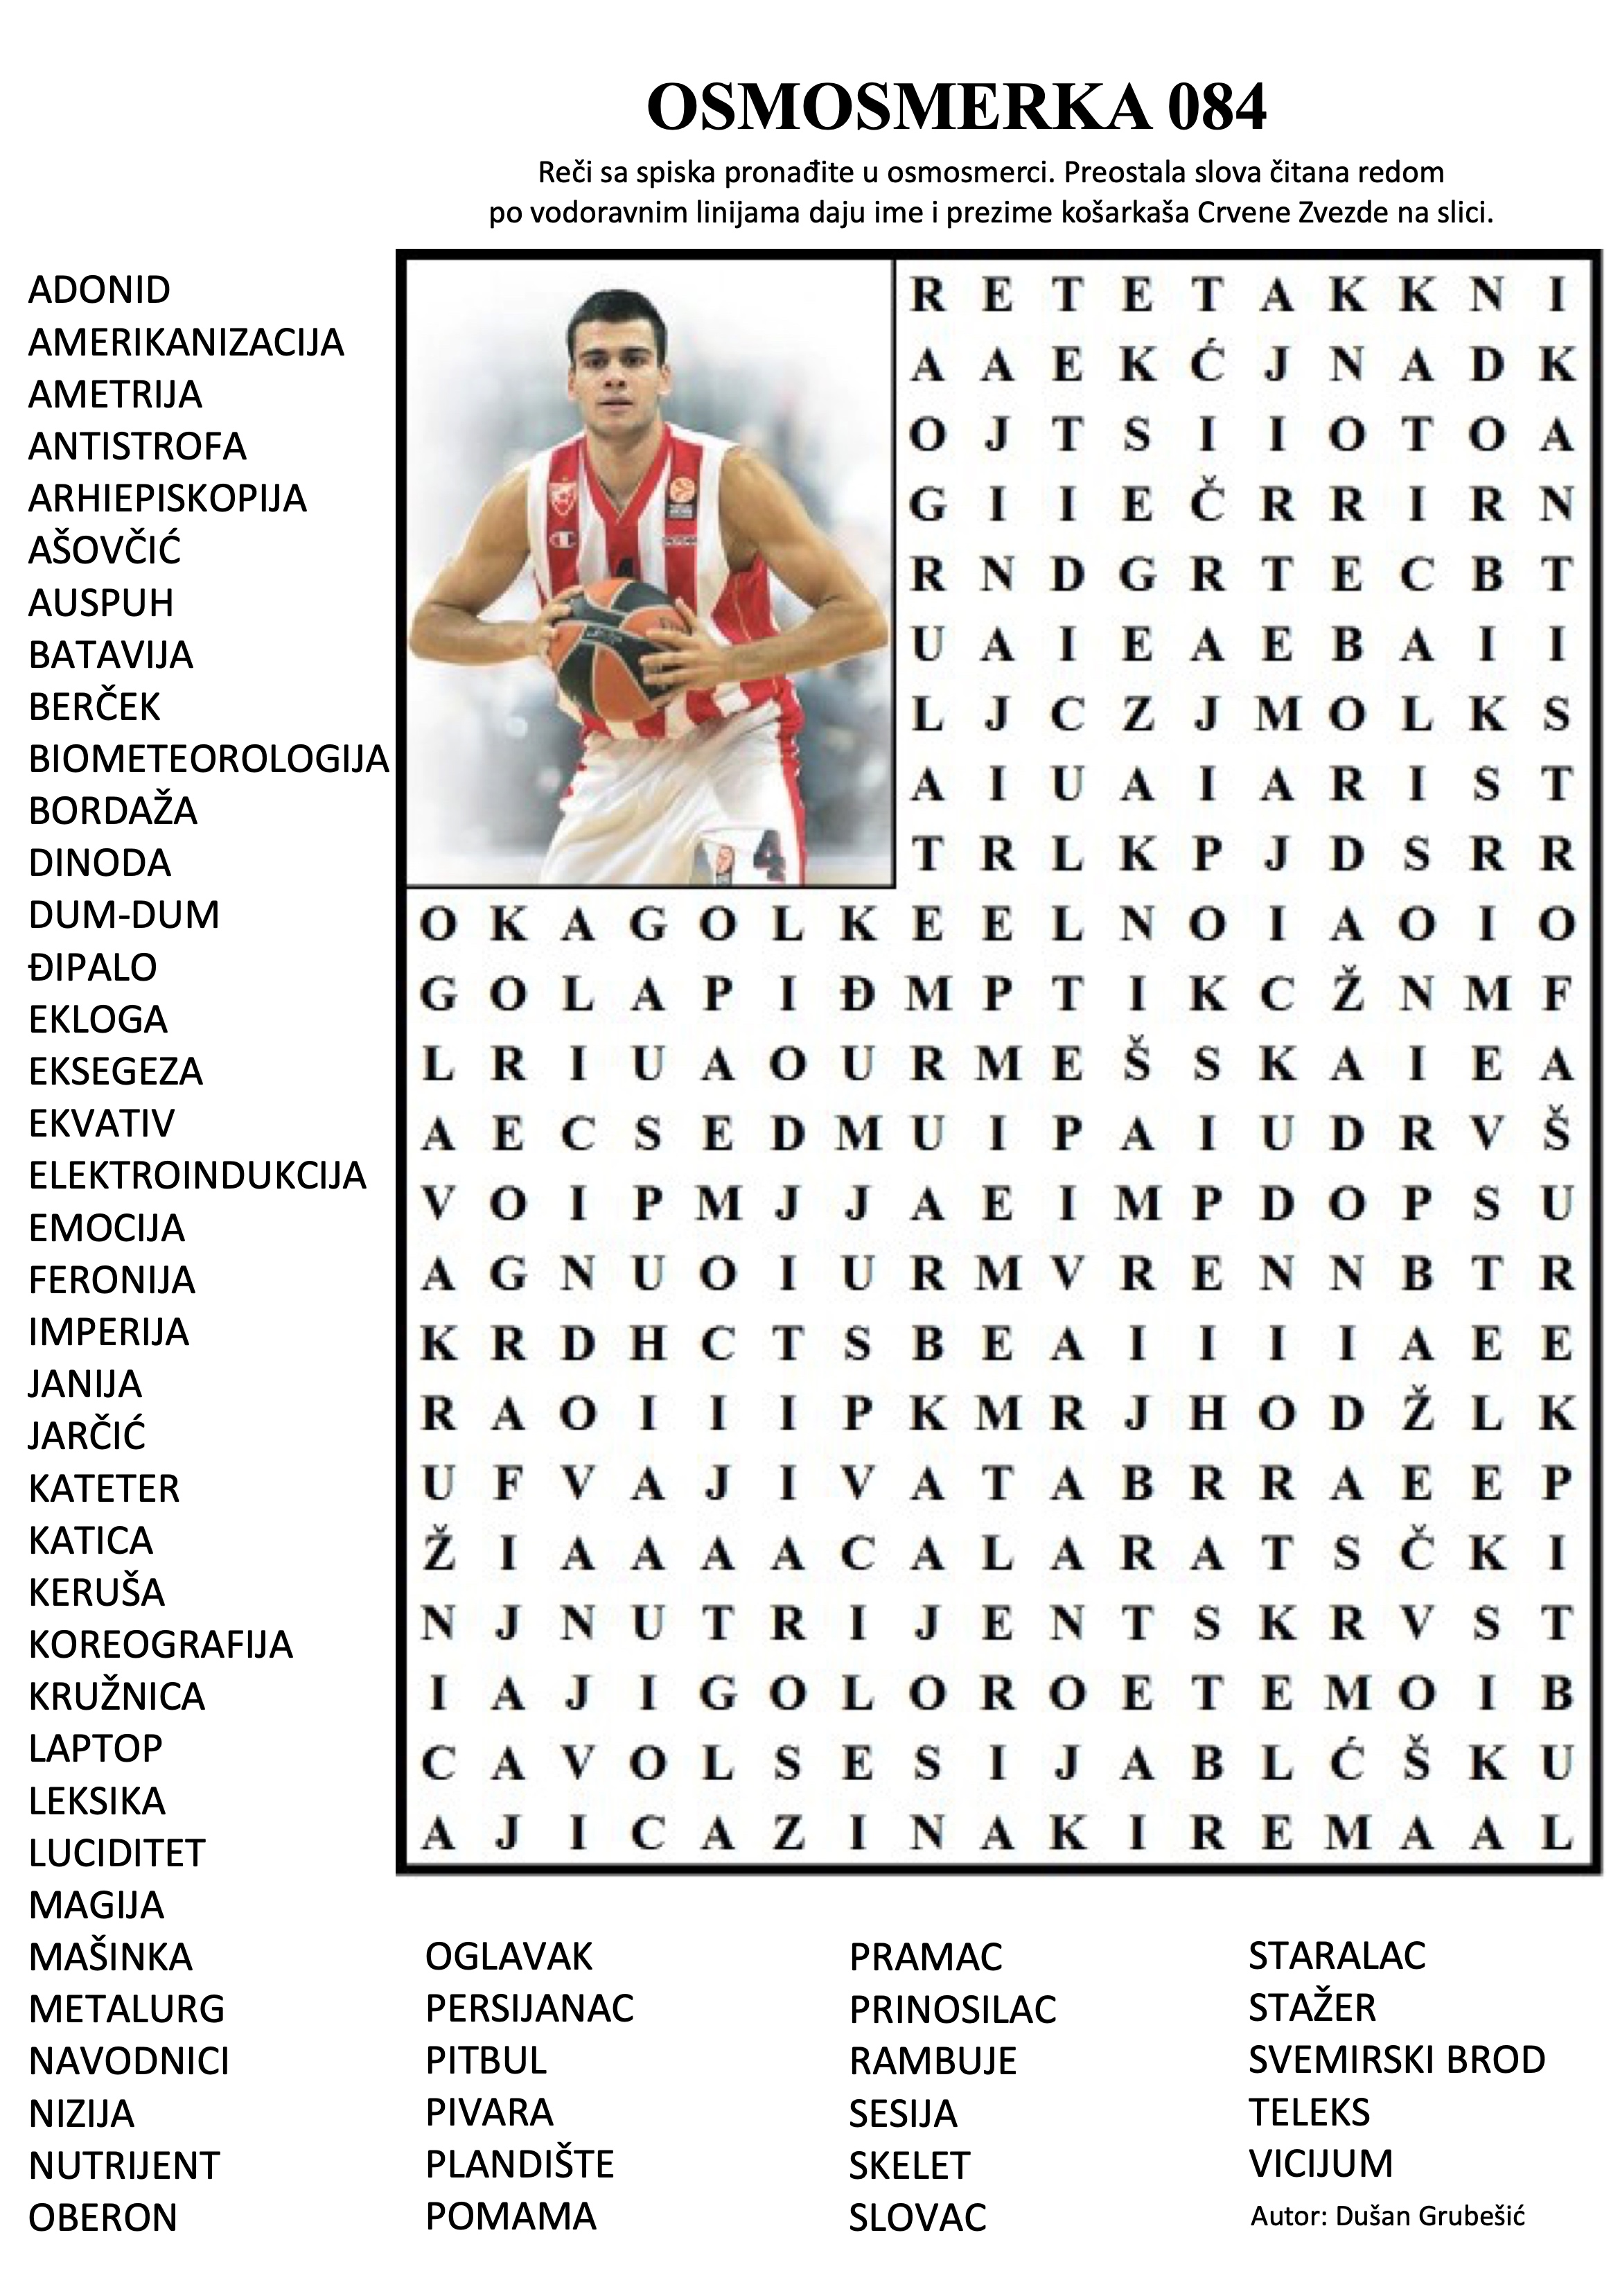 OSMOSMERKA 084
Reči sa spiska pronađite u osmosmerci. Preostala slova čitana redom
po vodoravnim linijama daju ime i prezime košarkaša Crvene Zvezde na slici.
ADONID
AMERIKANIZACIJA
AMETRIJA
ANTISTROFA
ARHIEPISKOPIJA
AŠOVČIĆ
AUSPUH
BATAVIJA
BERČEK
BIOMETEOROLOGIJA
BORDAŽA
DINODA
DUM-DUM
ĐIPALO
EKLOGA
EKSEGEZA
EKVATIV
ELEKTROINDUKCIJA
EMOCIJA
FERONIJA
IMPERIJA
JANIJA
JARČIĆ
KATETER
KATICA
KERUŠA
KOREOGRAFIJA
KRUŽNICA
LAPTOP
LEKSIKA
LUCIDITET
MAGIJA
MAŠINKA
METALURG
NAVODNICI
NIZIJA
NUTRIJENT
OBERON
R E T E T A K K N I
A A E K Ć J N A D K
O J T S I I O T O A
G I I E Č R R I R N
R N D G R T E C B T
U A I E A E B A I I
L J C Z J M O L K S
A I U A I A R I S T
T R L K P J D S R R
O K A G O L K E E L N O I A O I O
G O L A P I Đ M P T I K C Ž N M F
L R I U A O U R M E Š S K A I E A
A E C S E D M U I P A I U D R V Š
V O I P M J J A E I M P D O P S U
A G N U O I U R M V R E N N B T R
K R D H C T S B E A I I I I A E E
R A O I I I P K M R J H O D Ž L K
U F V A J I V A T A B R R A E E P
Ž I A A A A C A L A R A T S Č K I
N J N U T R I J E N T S K R V S T
I A J I G O L O R O E T E M O I B
C A V O L S E S I J A B L Ć Š K U
A J I C A Z I N A K I R E M A A L
OGLAVAK
PERSIJANAC
PITBUL
PIVARA
PLANDIŠTE
POMAMA
PRAMAC
PRINOSILAC
RAMBUJE
SESIJA
SKELET
SLOVAC
STARALAC
STAŽER
SVEMIRSKI BROD
TELEKS
VICIJUM
Autor: Dušan Grubešić